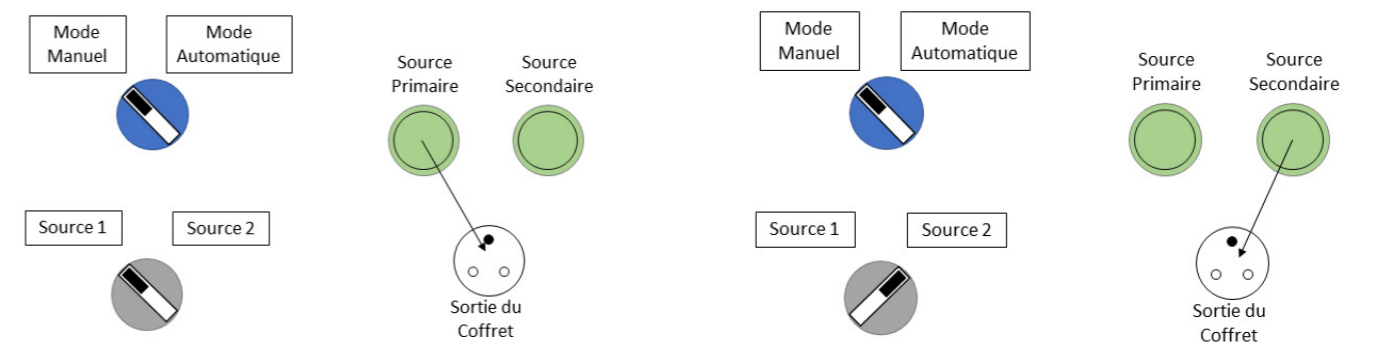 Mode
Manuel
Mode
Automatique
Source
Primaire
Source
Secondaire
Source 1
Source 2
Sortie du
Coffret
Mode
Manuel
Mode
Automatique
Source
Primaire
Source
Secondaire
Source 1
Source 2
Sortie du
Coffret